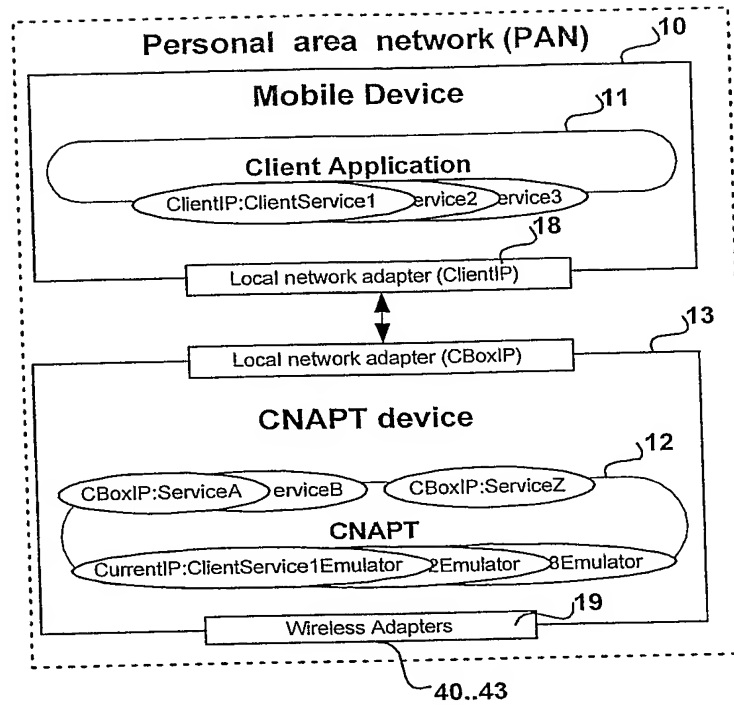 Personal area network (PAN)
10
Mobile Device
11
Client Application
ClientIP:ClientService1
ervice2
ervice3
18
Local network adapter (ClientIP)
Local network adapter (CBoxIP)
13
CNAPT device
12
CBoxIP:ServiceA
erviceB
CBoxIP:ServiceZ
CNAPT
CurrentIP:ClientService1Emulator
2Emulator
3Emulator
19
Wireless Adapters
40..43